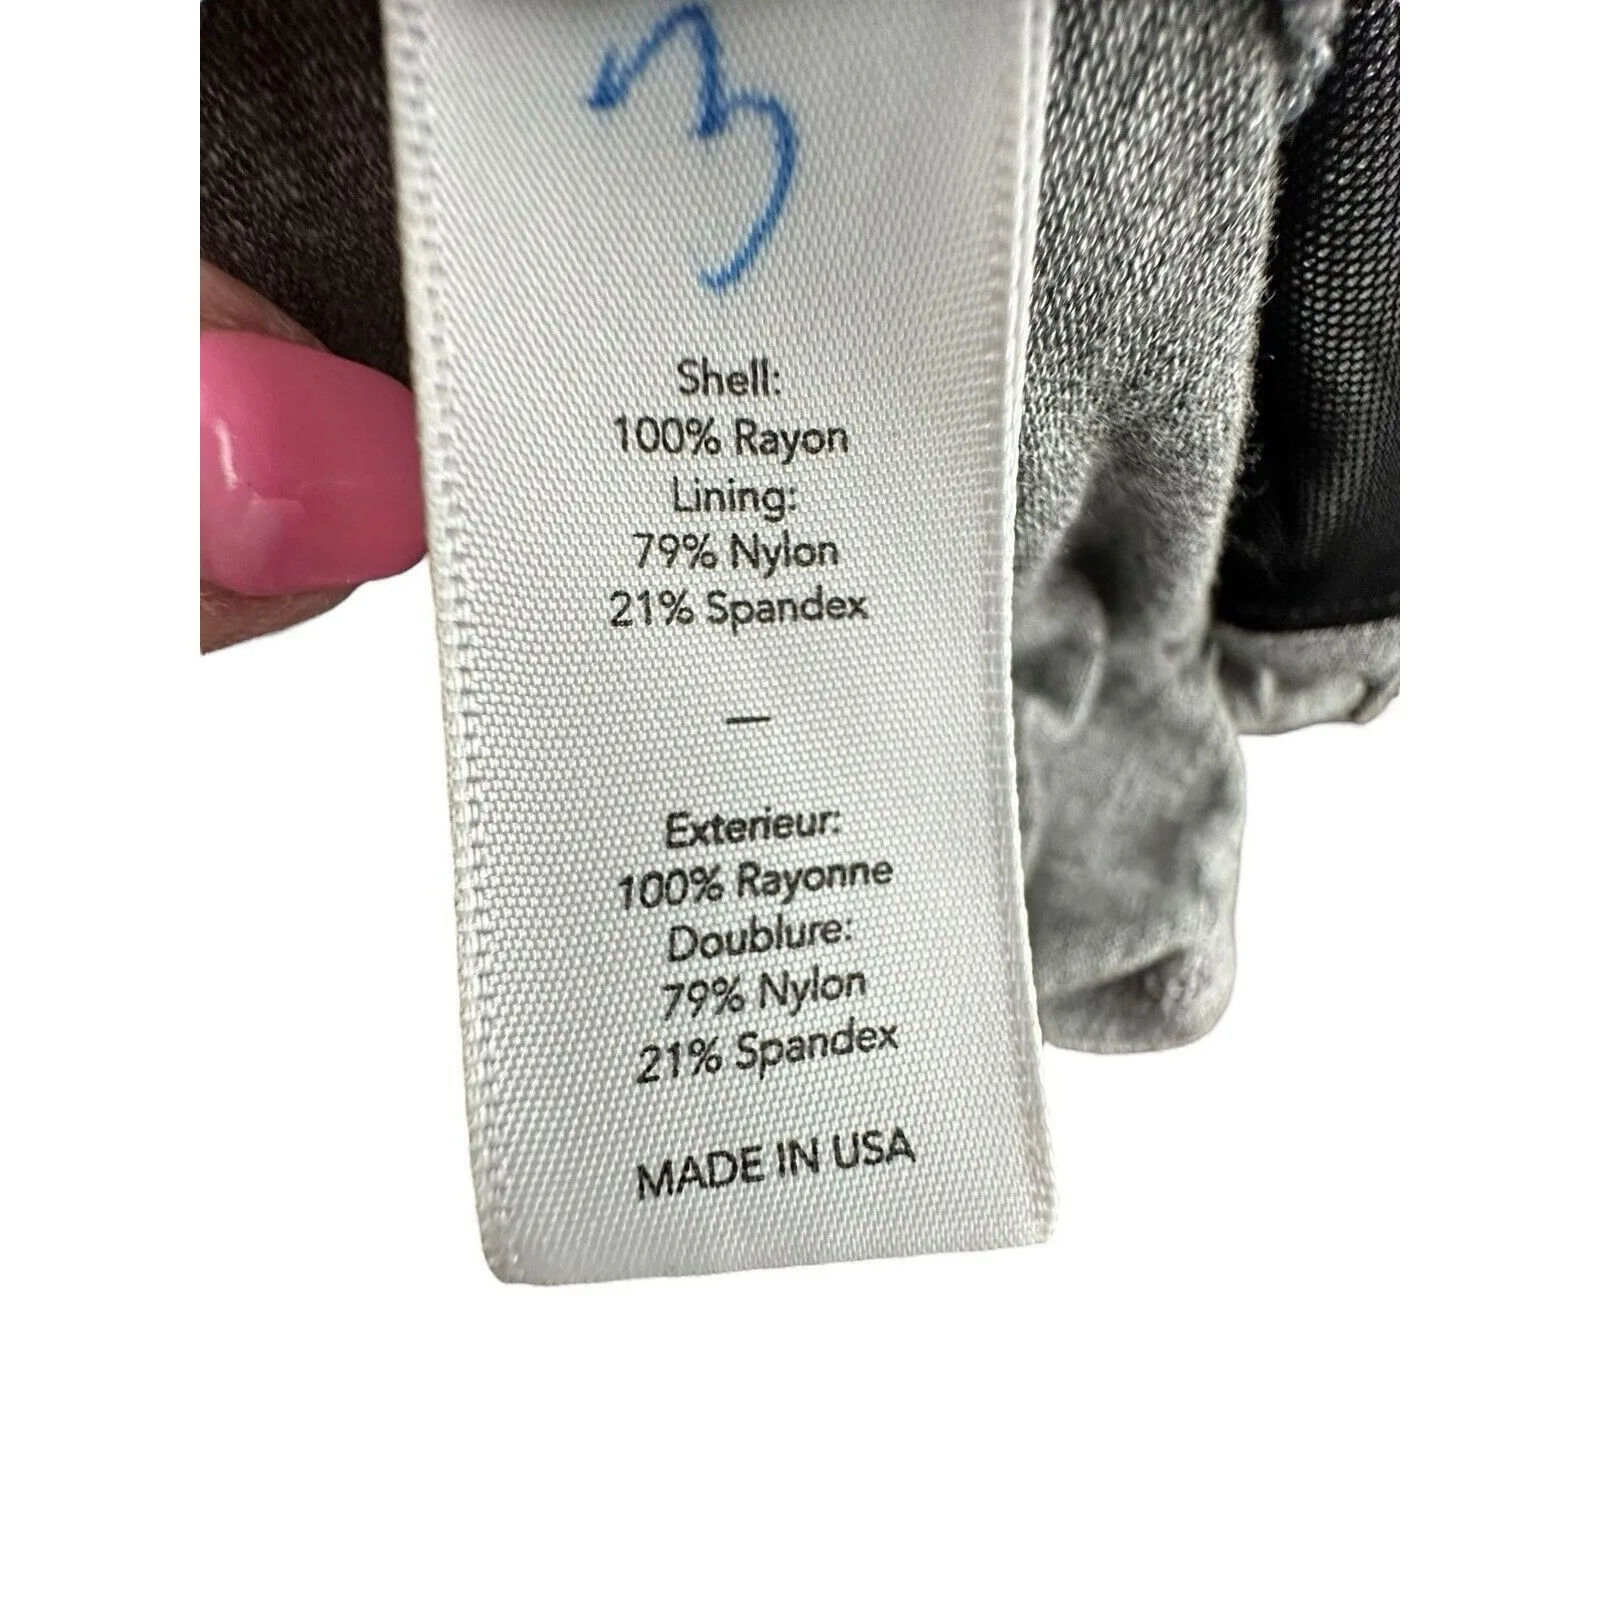 3
Shell:
100% Rayon
Lining:
79% Nylon
21% Spandex
—
Exterieur:
100% Rayonne
Doublure:
79% Nylon
21% Spandex
MADE IN USA